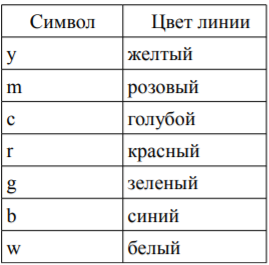 Символ Цвет линии
y желтый
m розовый
c голубой
r красный
g зеленый
b синий
w белый